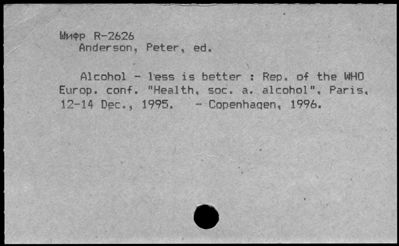 Шифр R-2626
Anderson, Peter, ed.
Alcohol - less is better : Rep. of the WHO
Europ. conf. "Health, soc. a. alcohol", Paris,
12-14 Dec., 1995. - Copenhagen, 1996.